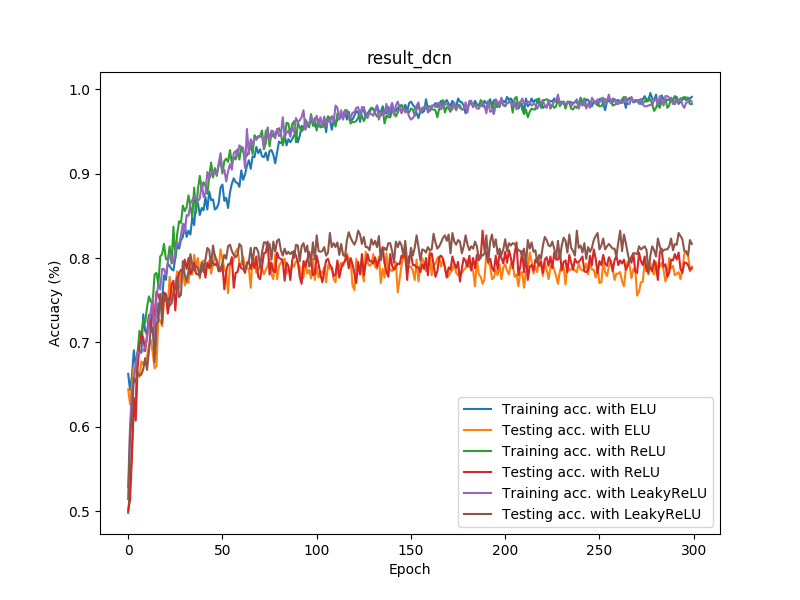 result_dcn
1.0
0.9
0.8
0.7
0.6
0.5
Accuacy (%)
0 50 100 150 200 250 300
Epoch
Training acc. with ELU
Testing acc. with ELU
Training acc. with ReLU
Testing acc. with ReLU
Training acc. with LeakyReLU
Testing acc. with LeakyReLU